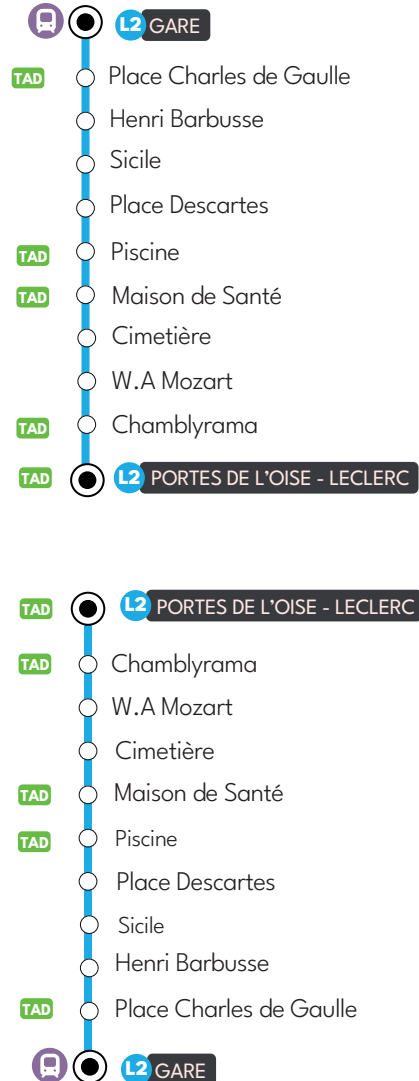 L2 GARE
TAD Place Charles de Gaulle
Henri Barbusse
Sicile
Place Descartes
TAD Piscine
TAD Maison de Santé
Cimetière
W.A Mozart
TAD Chamblyrama
TAD L2 PORTES DE L'OISE - LECLERC
TAD L2 PORTES DE L'OISE - LECLERC
TAD Chamblyrama
W.A Mozart
Cimetière
TAD Maison de Santé
TAD Piscine
Place Descartes
Sicile
Henri Barbusse
TAD Place Charles de Gaulle
L2 GARE